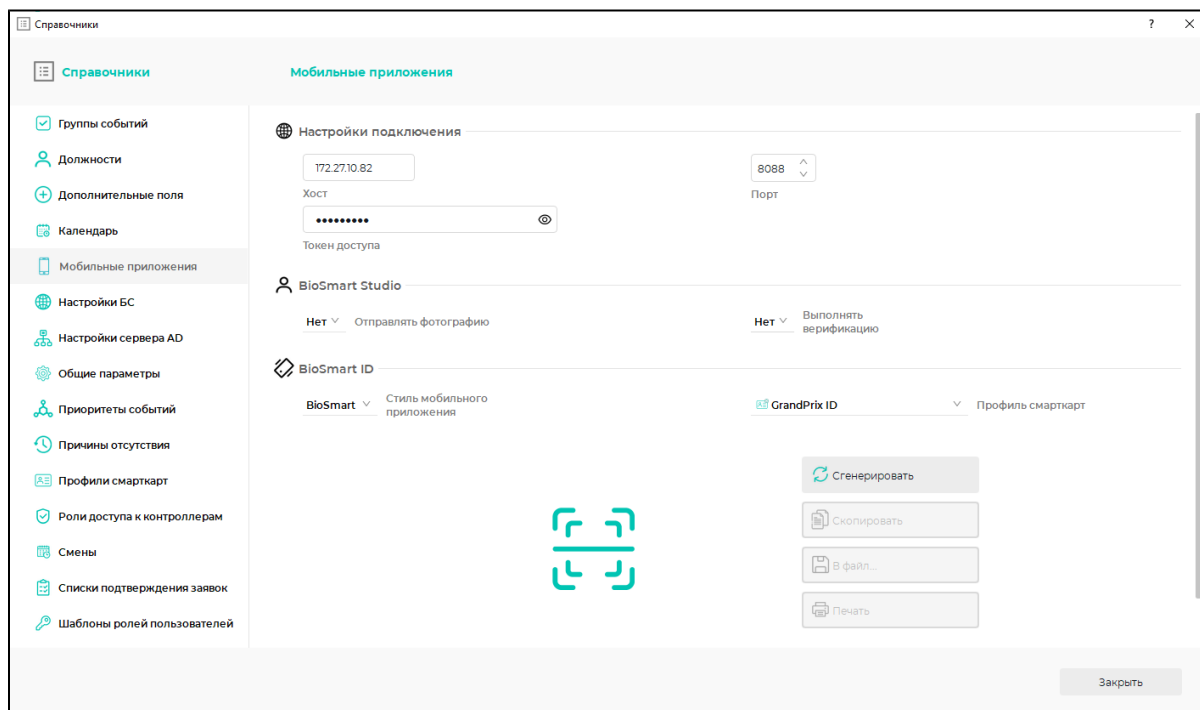 Справочники
?
Справочники
Мобильные приложения
Группы событий
Должности
Дополнительные поля
Календарь
Мобильные приложения
Настройки БС
Настройки сервера AD
Общие параметры
Приоритеты событий
Причины отсутствия
Профили смарткарт
Роли доступа к контроллерам
Смены
Списки подтверждения заявок
Шаблоны ролей пользователей
Настройки подключения
172.27.10.82
8088
Хост
Порт
•••••••••
Токен доступа
BioSmart Studio
Нет
Отправлять фотографию
Нет
Выполнять
верификацию
BioSmart ID
BioSmart
Стиль мобильного
приложения
GrandPrix ID
Профиль смарткарт
Сгенерировать
Скопировать
В файл...
Печать
Закрыть